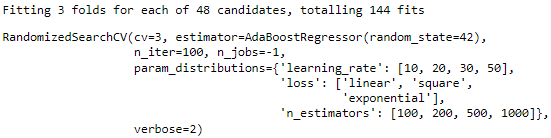 Fitting 3 folds for each of 48 candidates, totalling 144 fits
RandomizedSearchCV(cv=3, estimator=AdaBoostRegressor(random_state=42),
n_iter=100, n_jobs=-1,
param_distributions={'learning_rate': [10, 20, 30, 50],
'loss': ['linear', 'square',
'exponential'],
'n_estimators': [100, 200, 500, 1000]},
verbose=2)